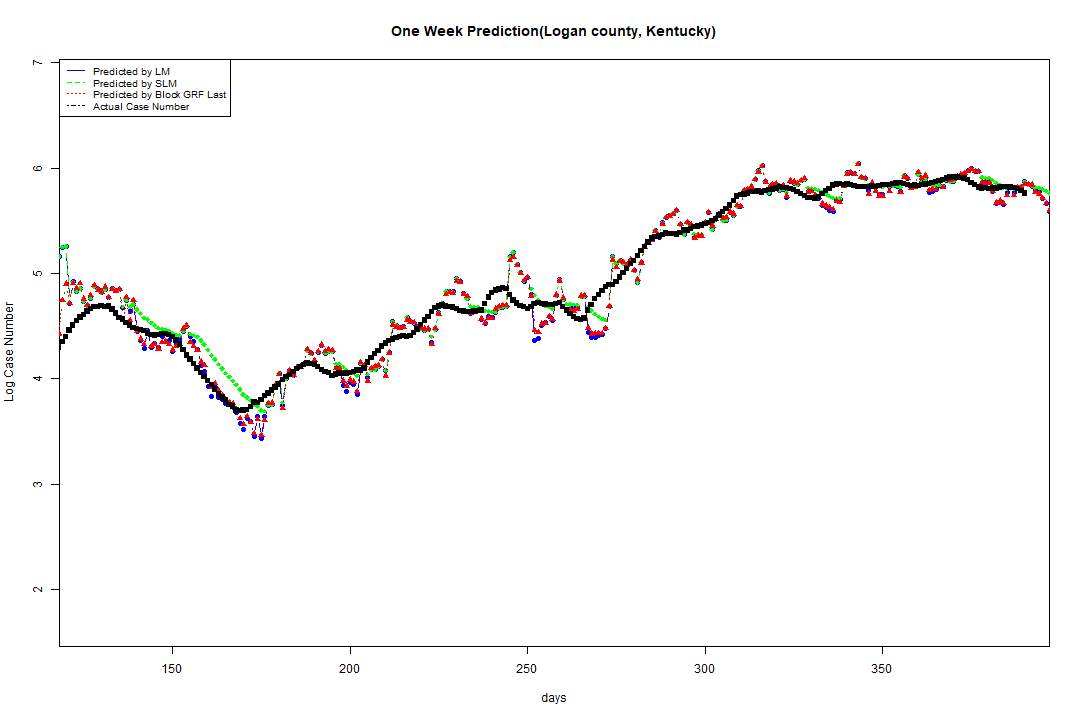 One Week Prediction(Logan county, Kentucky)
Predicted by LM
Predicted by SLM
Predicted by Block GRF Last
Actual Case Number
7
6
5
4
3
2
Log Case Number
150
200
250
300
350
days